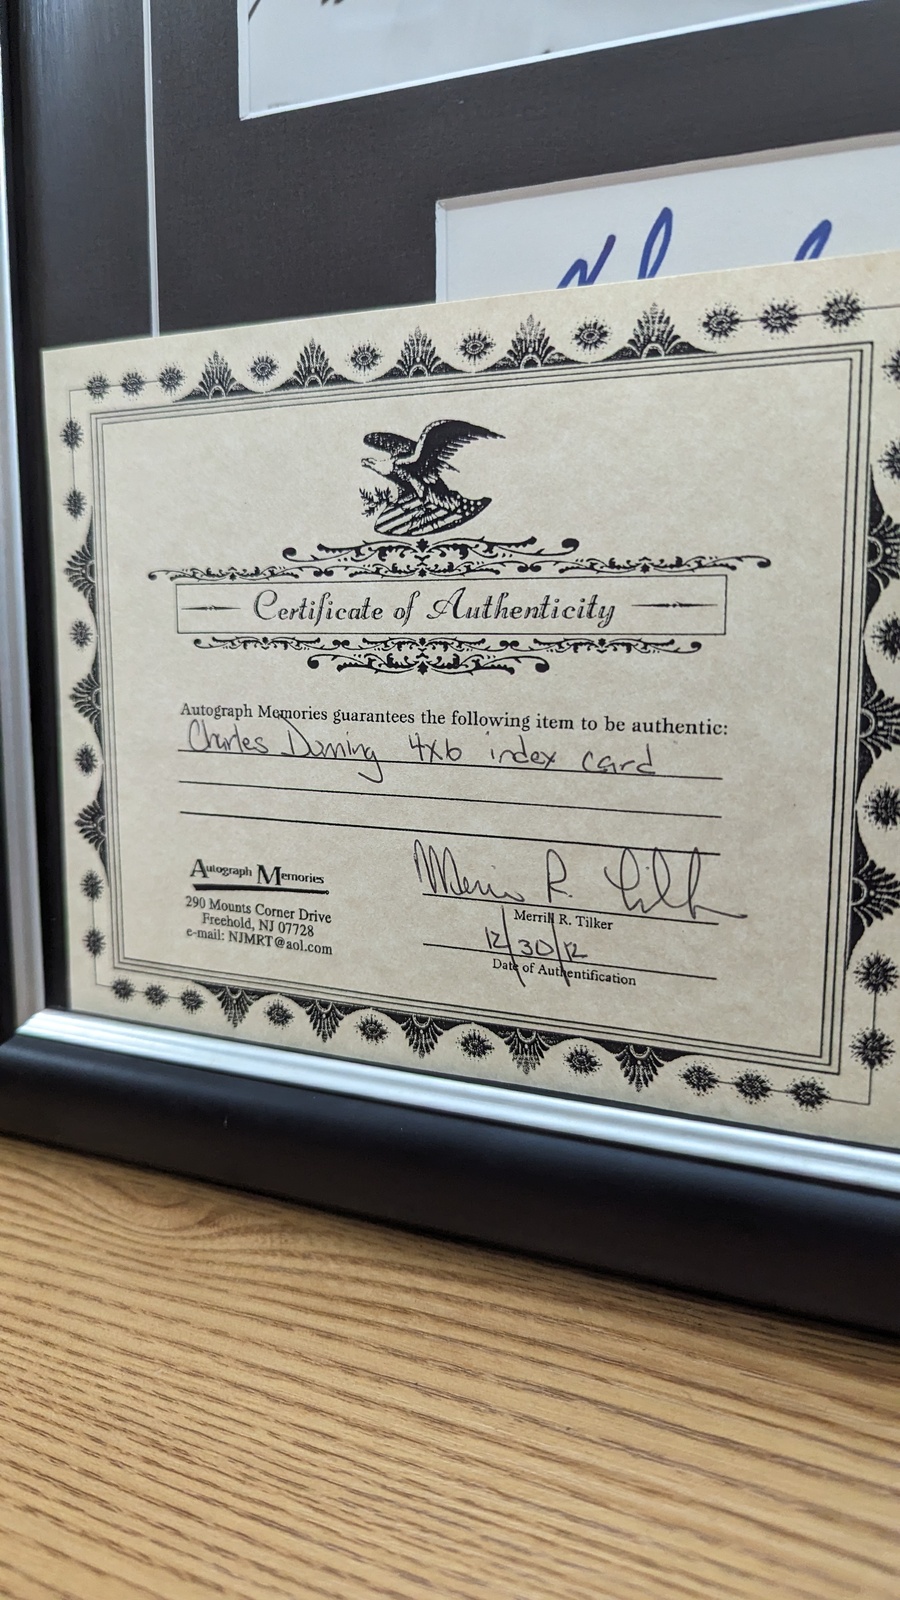 Certificate of Authenticity
Autograph Memories guarantees the following item to be authentic:
Charles Durning 4x6 index card
Autograph Memories
290 Mounts Corner Drive
Freehold, NJ 07728
e-mail: NJMRT@aol.com
Merrill R. Tilker
Merrill R. Tilker
12/30/12
Date of Authentification